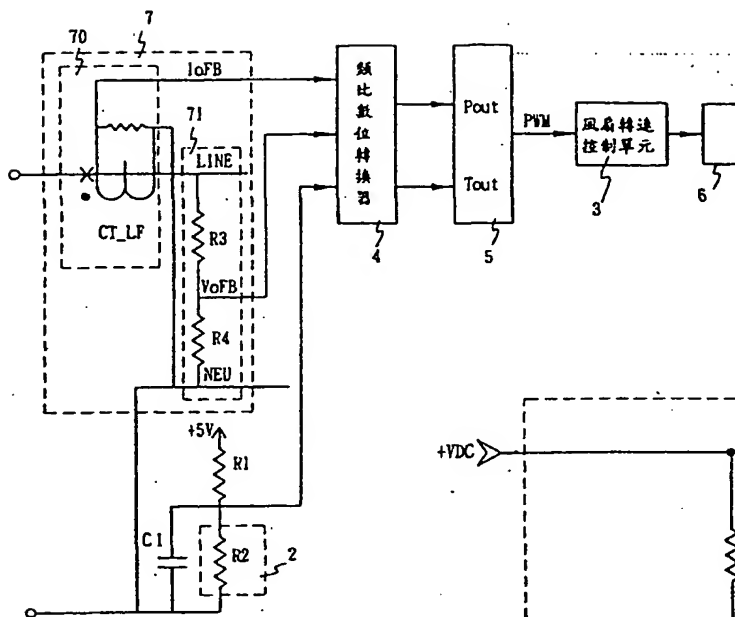 7
70
IoFB
71
LINE
CT_LF
R3
VoFB
R4
NEU
類比數位轉換器
4
Pout
Tout
5
PWM
風扇轉速
控制單元
3
6
+5V
R1
C1
R2
2
+VDC